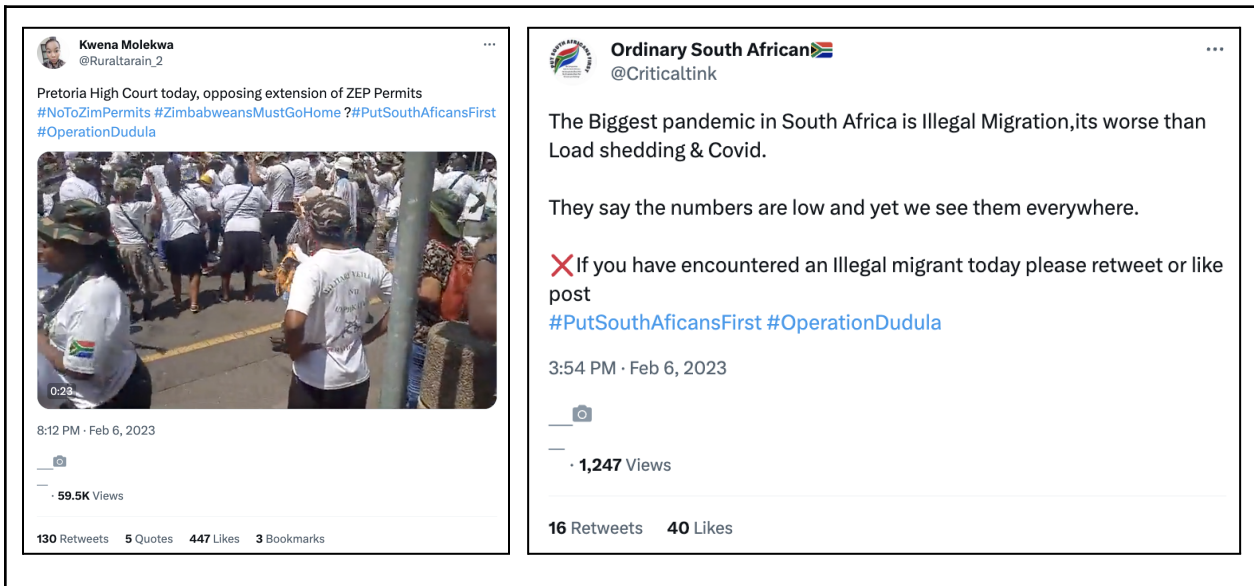 Kwena Molekwa
@Ruraltarain_2
Pretoria High Court today, opposing extension of ZEP Permits
#NoToZimPermits #ZimbabweansMustGoHome ?#PutSouthAficansFirst
#OperationDudula
0:23
8:12 PM · Feb 6, 2023
· 59.5K Views
130 Retweets 5 Quotes 447 Likes 3 Bookmarks
PUT SOUTH AFRICANS FIRST
Ordinary South African🇿🇦
@Criticaltink
The Biggest pandemic in South Africa is Illegal Migration,its worse than
Load shedding & Covid.
They say the numbers are low and yet we see them everywhere.
❌If you have encountered an Illegal migrant today please retweet or like
post
#PutSouthAficansFirst #OperationDudula
3:54 PM · Feb 6, 2023
· 1,247 Views
16 Retweets 40 Likes